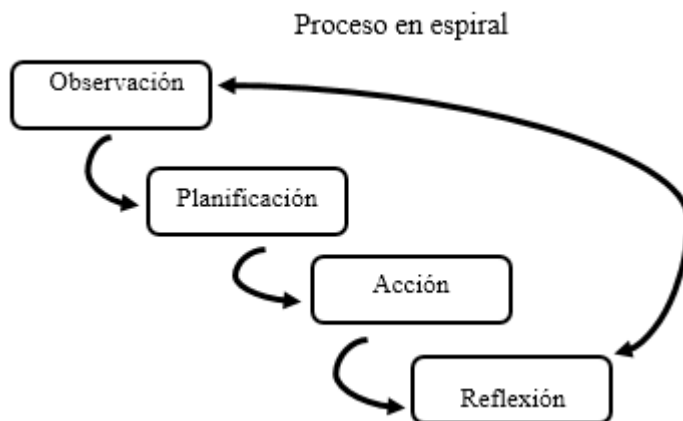 Proceso en espiral
Observación
Planificación
Acción
Reflexión